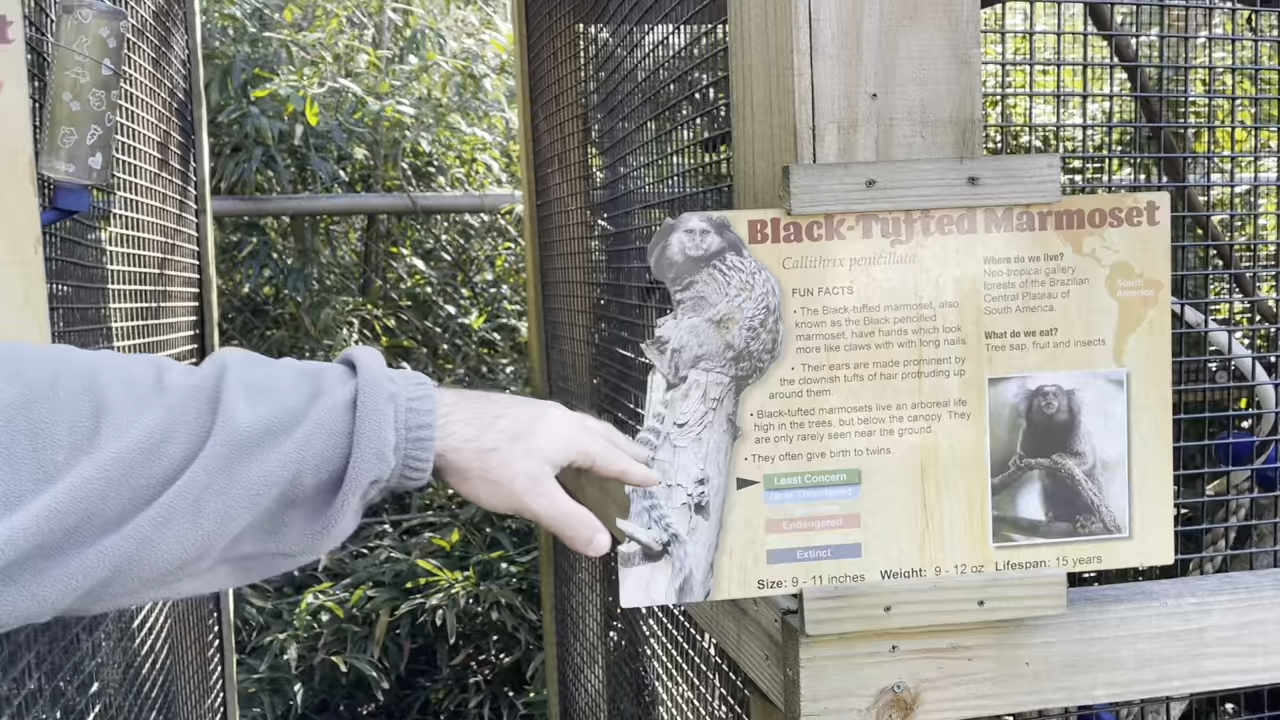 t
Black-Tufted Marmoset
Callithrix penicillata
FUN FACTS
• The Black-tufted marmoset, also
known as the Black pencilled
marmoset, have hands which look
more like claws with with long nails.
• Their ears are made prominent by
the clownish tufts of hair protruding up
around them.
• Black-tufted marmosets live an arboreal life
high in the trees, but below the canopy. They
are only rarely seen near the ground.
• They often give birth to twins.
Least Concern
Near Threatened
Endangered
Extinct
Where do we live?
Neo-tropical gallery
forests of the Brazilian
Central Plateau of
South America.
South
America
What do we eat?
Tree sap, fruit and insects
Size: 9 - 11 inches Weight: 9 - 12 oz Lifespan: 15 years